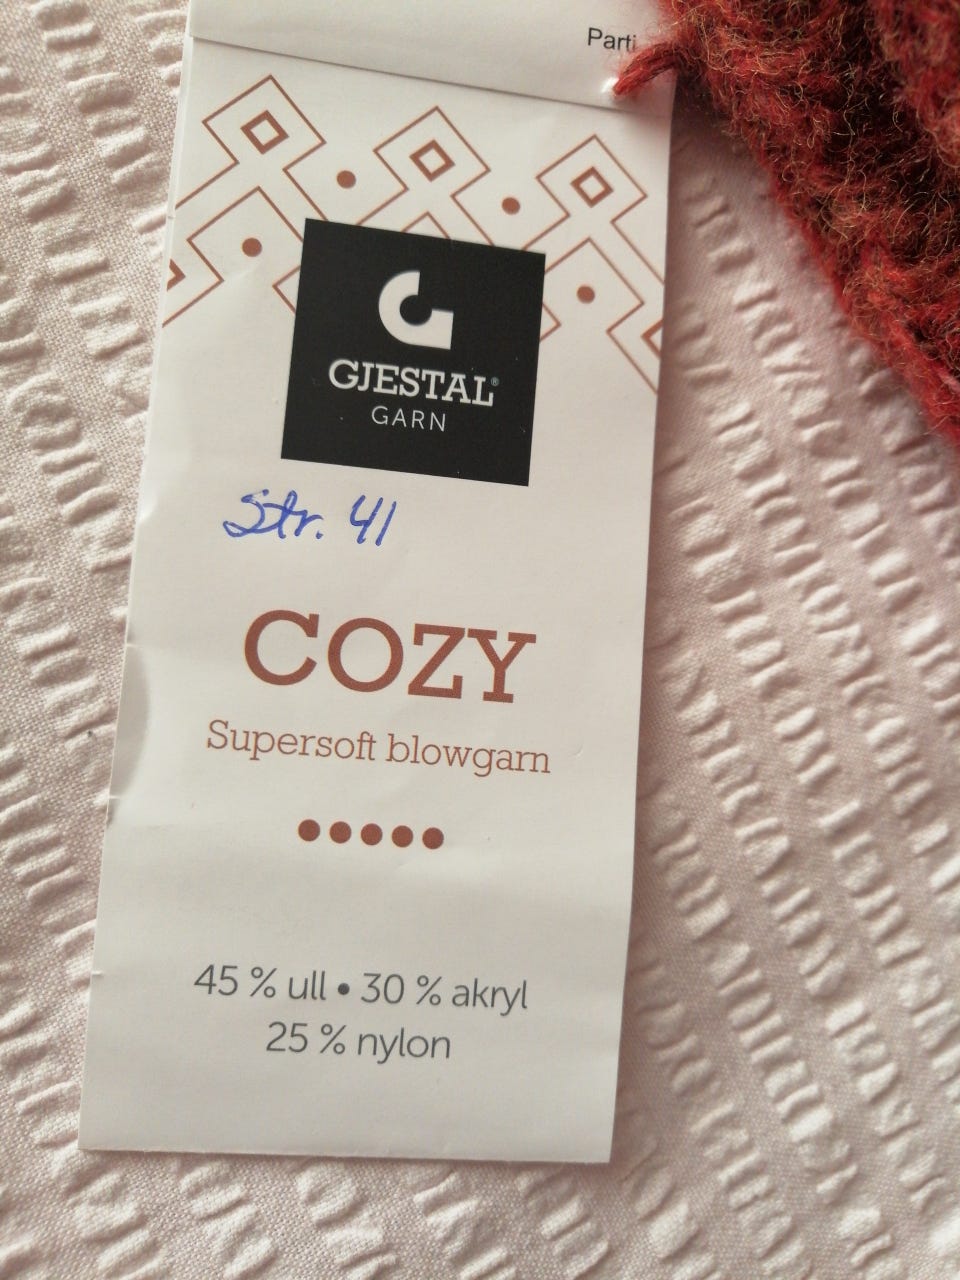 Parti
GJESTAL®
GARN
Str. 41
COZY
Supersoft blowgarn
45 % ull • 30 % akryl
25 % nylon